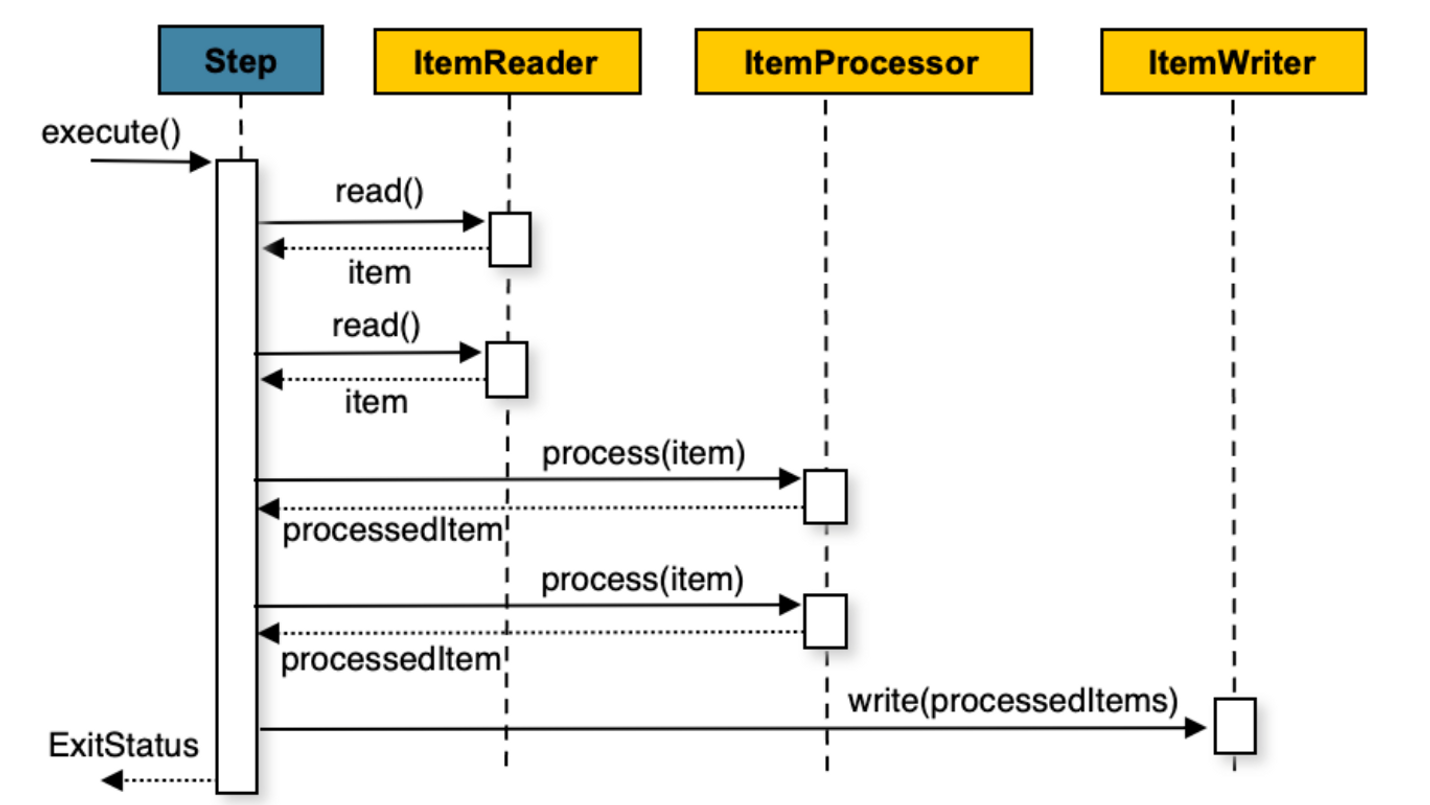 Step
ItemReader
ItemProcessor
ItemWriter
execute()
read()
item
read()
item
process(item)
processedItem
process(item)
processedItem
write(processedItems)
ExitStatus